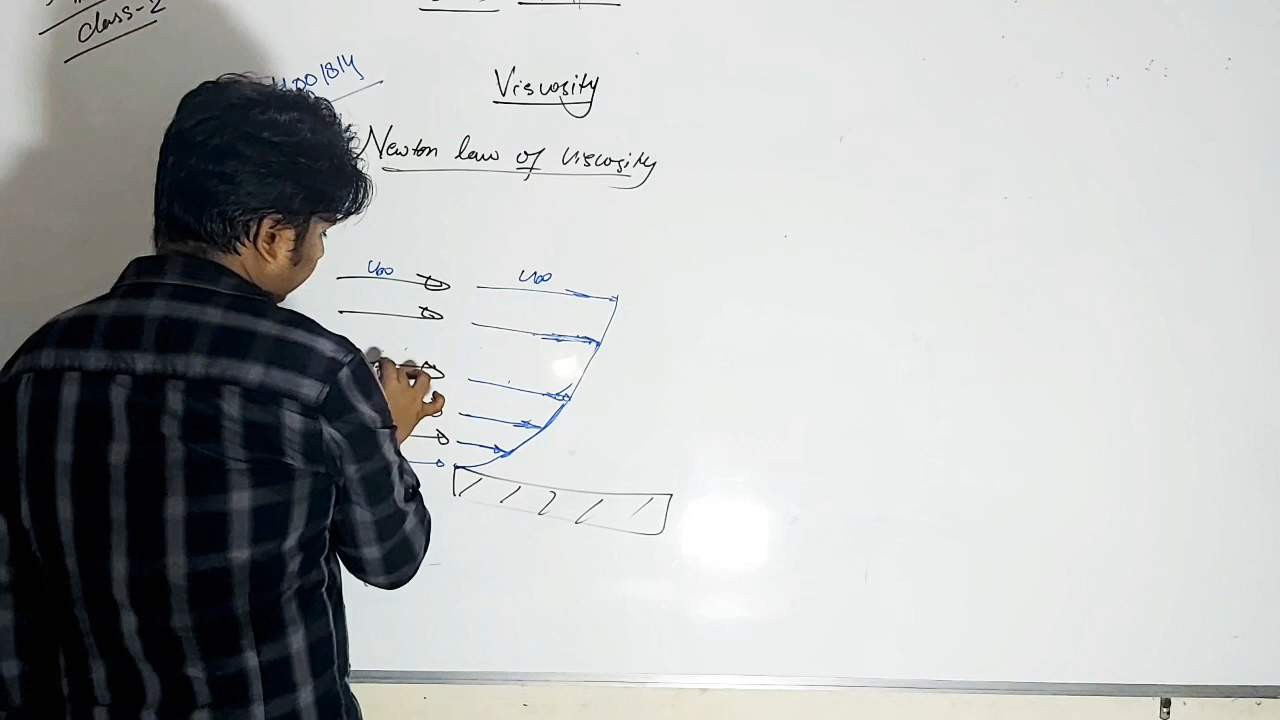 class-2
Viscosity
Newton law of viscosity
U∞
U∞